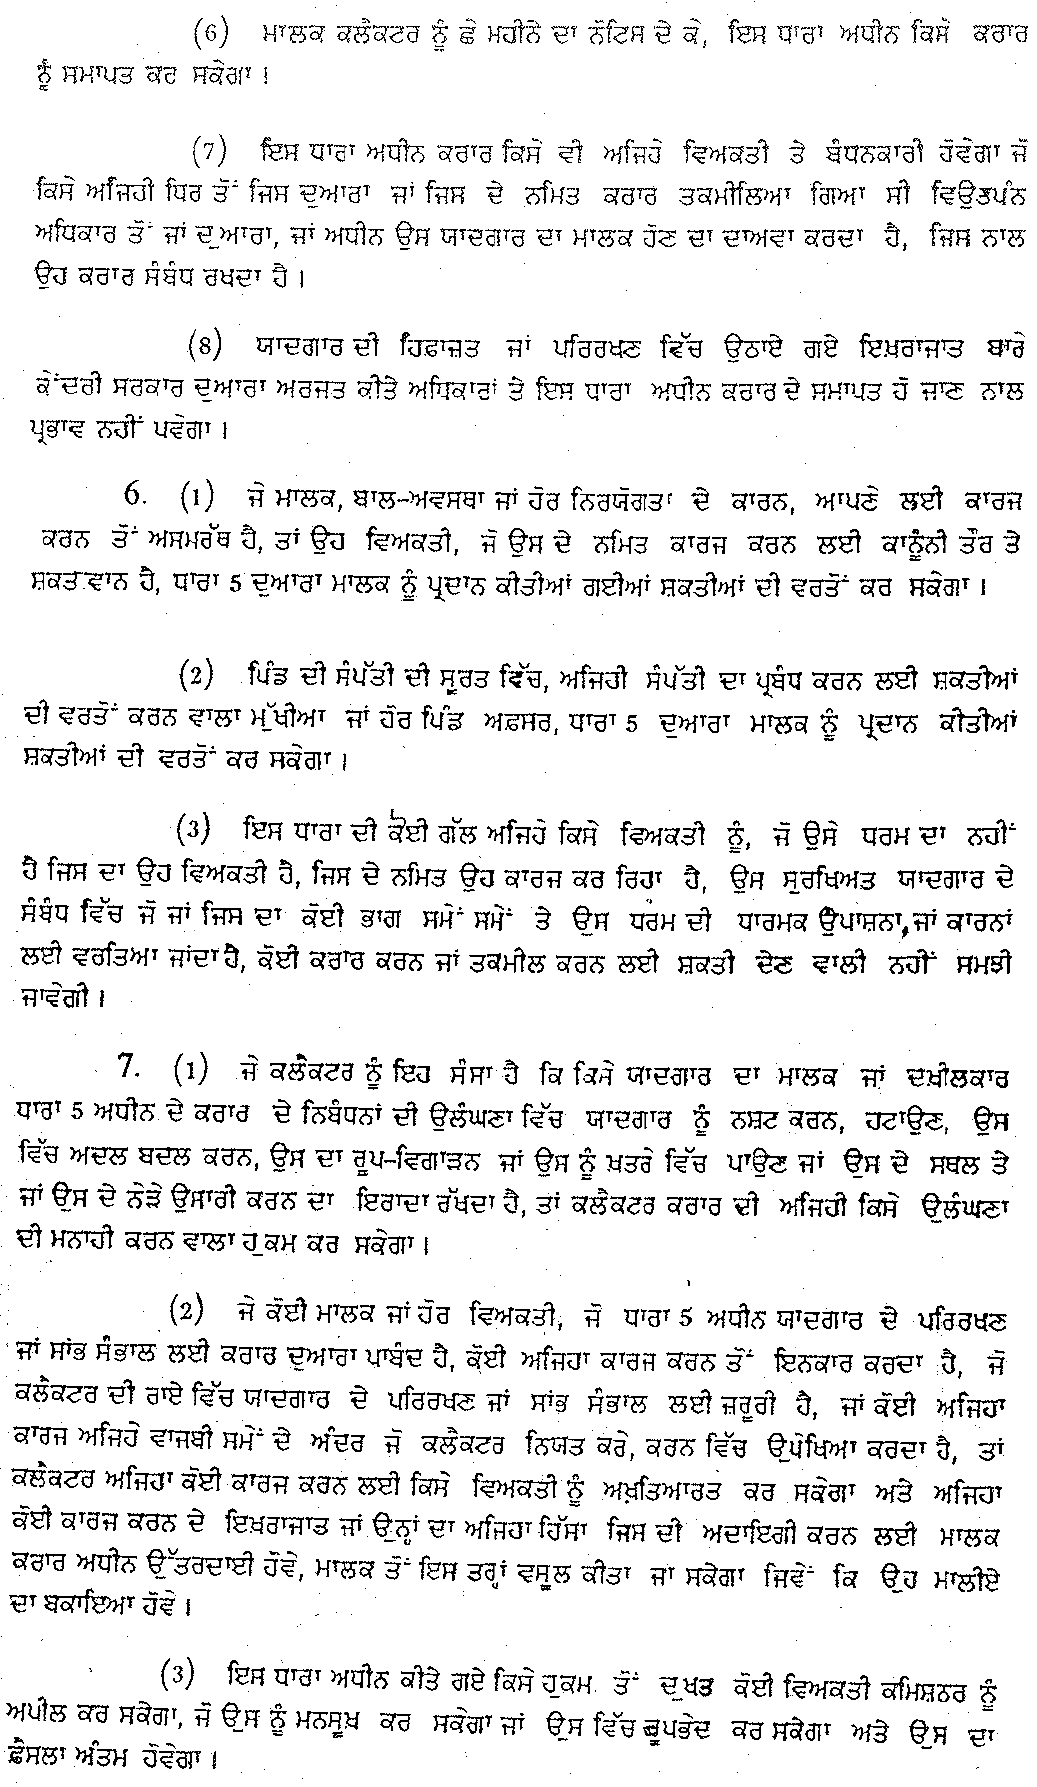 (6) ਮਾਲਕ ਕਲੈਕਟਰ ਨੂੰ ਛੇ ਮਹੀਨੇ ਦਾ ਨੋਟਿਸ ਦੇ ਕੇ, ਇਸ ਧਾਰਾ ਅਧੀਨ ਕਿਸੇ ਕਰਾਰ
ਨੂੰ ਸਮਾਪਤ ਕਰ ਸਕੇਗਾ ।
(7) ਇਸ ਧਾਰਾ ਅਧੀਨ ਕਰਾਰ ਕਿਸੇ ਵੀ ਅਜਿਹੇ ਵਿਅਕਤੀ ਤੇ ਬੰਧਨਕਾਰੀ ਹੋਵੇਗਾ ਜੋ
ਕਿਸੇ ਅਜਿਹੀ ਧਿਰ ਤੋਂ ਜਿਸ ਦੁਆਰਾ ਜਾਂ ਜਿਸ ਦੇ ਨਮਿਤ ਕਰਾਰ ਤਕਮੀਲਿਆ ਗਿਆ ਸੀ ਵਿਉਤਪੰਨ
ਅਧਿਕਾਰ ਤੋਂ ਜਾਂ ਦੁਆਰਾ, ਜਾਂ ਅਧੀਨ ਉਸ ਯਾਦਗਾਰ ਦਾ ਮਾਲਕ ਹੋਣ ਦਾ ਦਾਅਵਾ ਕਰਦਾ ਹੈ, ਜਿਸ ਨਾਲ
ਉਹ ਕਰਾਰ ਸੰਬੰਧ ਰਖਦਾ ਹੈ ।
(8) ਯਾਦਗਾਰ ਦੀ ਹਿਫ਼ਾਜ਼ਤ ਜਾਂ ਪਰਿਰਖਣ ਵਿੱਚ ਉਠਾਏ ਗਏ ਇਖ਼ਰਾਜਾਤ ਬਾਰੇ
ਕੇਂਦਰੀ ਸਰਕਾਰ ਦੁਆਰਾ ਅਰਜਤ ਕੀਤੇ ਅਧਿਕਾਰਾਂ ਤੇ ਇਸ ਧਾਰਾ ਅਧੀਨ ਕਰਾਰ ਦੇ ਸਮਾਪਤ ਹੋ ਜਾਣ ਨਾਲ
ਪ੍ਰਭਾਵ ਨਹੀਂ ਪਵੇਗਾ ।
6. (1) ਜੇ ਮਾਲਕ, ਬਾਲ-ਅਵਸਥਾ ਜਾਂ ਹੋਰ ਨਿਰਯੋਗਤਾ ਦੇ ਕਾਰਨ, ਆਪਣੇ ਲਈ ਕਾਰਜ
ਕਰਨ ਤੋਂ ਅਸਮਰੱਥ ਹੈ, ਤਾਂ ਉਹ ਵਿਅਕਤੀ, ਜੋ ਉਸ ਦੇ ਨਮਿਤ ਕਾਰਜ ਕਰਨ ਲਈ ਕਾਨੂੰਨੀ ਤੌਰ ਤੇ
ਸ਼ਕਤਵਾਨ ਹੈ, ਧਾਰਾ 5 ਦੁਆਰਾ ਮਾਲਕ ਨੂੰ ਪ੍ਰਦਾਨ ਕੀਤੀਆਂ ਗਈਆਂ ਸ਼ਕਤੀਆਂ ਦੀ ਵਰਤੋਂ ਕਰ ਸਕੇਗਾ ।
(2) ਪਿੰਡ ਦੀ ਸੰਪੱਤੀ ਦੀ ਸੂਰਤ ਵਿੱਚ, ਅਜਿਹੀ ਸੰਪੱਤੀ ਦਾ ਪ੍ਰਬੰਧ ਕਰਨ ਲਈ ਸ਼ਕਤੀਆਂ
ਦੀ ਵਰਤੋਂ ਕਰਨ ਵਾਲਾ ਮੁੱਖੀਆ ਜਾਂ ਹੋਰ ਪਿੰਡ ਅਫ਼ਸਰ, ਧਾਰਾ 5 ਦੁਆਰਾ ਮਾਲਕ ਨੂੰ ਪ੍ਰਦਾਨ ਕੀਤੀਆਂ
ਸ਼ਕਤੀਆਂ ਦੀ ਵਰਤੋਂ ਕਰ ਸਕੇਗਾ ।
(3) ਇਸ ਧਾਰਾ ਦੀ ਕੋਈ ਗੱਲ ਅਜਿਹੇ ਕਿਸੇ ਵਿਅਕਤੀ ਨੂੰ, ਜੋ ਉਸੇ ਧਰਮ ਦਾ ਨਹੀਂ
ਹੈ ਜਿਸ ਦਾ ਉਹ ਵਿਅਕਤੀ ਹੈ, ਜਿਸ ਦੇ ਨਮਿਤ ਉਹ ਕਾਰਜ ਕਰ ਰਿਹਾ ਹੈ, ਉਸ ਸੁਰਖਿਅਤ ਯਾਦਗਾਰ ਦੇ
ਸੰਬੰਧ ਵਿੱਚ ਜੋ ਜਾਂ ਜਿਸ ਦਾ ਕੋਈ ਭਾਗ ਸਮੇਂ ਸਮੇਂ ਤੇ ਉਸ ਧਰਮ ਦੀ ਧਾਰਮਕ ਉਪਾਸ਼ਨਾ, ਜਾਂ ਕਾਰਨਾਂ
ਲਈ ਵਰਤਿਆ ਜਾਂਦਾ ਹੈ, ਕੋਈ ਕਰਾਰ ਕਰਨ ਜਾਂ ਤਕਮੀਲ ਕਰਨ ਲਈ ਸ਼ਕਤੀ ਦੇਣ ਵਾਲੀ ਨਹੀਂ ਸਮਝੀ
ਜਾਵੇਗੀ ।
7. (1) ਜੇ ਕਲੈਕਟਰ ਨੂੰ ਇਹ ਸੰਸਾ ਹੈ ਕਿ ਕਿਸੇ ਯਾਦਗਾਰ ਦਾ ਮਾਲਕ ਜਾਂ ਦਖ਼ੀਲਕਾਰ
ਧਾਰਾ 5 ਅਧੀਨ ਦੇ ਕਰਾਰ ਦੇ ਨਿਬੰਧਨਾਂ ਦੀ ਉਲੰਘਣਾ ਵਿੱਚ ਯਾਦਗਾਰ ਨੂੰ ਨਸ਼ਟ ਕਰਨ, ਹਟਾਉਣ, ਉਸ
ਵਿੱਚ ਅਦਲ ਬਦਲ ਕਰਨ, ਉਸ ਦਾ ਰੂਪ-ਵਿਗਾੜਨ ਜਾਂ ਉਸ ਨੂੰ ਖ਼ਤਰੇ ਵਿੱਚ ਪਾਉਣ ਜਾਂ ਉਸ ਦੇ ਸਥਲ ਤੇ
ਜਾਂ ਉਸ ਦੇ ਨੇੜੇ ਉਸਾਰੀ ਕਰਨ ਦਾ ਇਰਾਦਾ ਰੱਖਦਾ ਹੈ, ਤਾਂ ਕਲੈਕਟਰ ਕਰਾਰ ਦੀ ਅਜਿਹੀ ਕਿਸੇ ਉਲੰਘਣਾ
ਦੀ ਮਨਾਹੀ ਕਰਨ ਵਾਲਾ ਹੁਕਮ ਕਰ ਸਕੇਗਾ ।
(2) ਜੇ ਕੋਈ ਮਾਲਕ ਜਾਂ ਹੋਰ ਵਿਅਕਤੀ, ਜੋ ਧਾਰਾ 5 ਅਧੀਨ ਯਾਦਗਾਰ ਦੇ ਪਰਿਰਖਣ
ਜਾਂ ਸਾਂਭ ਸੰਭਾਲ ਲਈ ਕਰਾਰ ਦੁਆਰਾ ਪਾਬੰਦ ਹੈ, ਕੋਈ ਅਜਿਹਾ ਕਾਰਜ ਕਰਨ ਤੋਂ ਇਨਕਾਰ ਕਰਦਾ ਹੈ, ਜੋ
ਕਲੈਕਟਰ ਦੀ ਰਾਏ ਵਿੱਚ ਯਾਦਗਾਰ ਦੇ ਪਰਿਰਖਣ ਜਾਂ ਸਾਂਭ ਸੰਭਾਲ ਲਈ ਜ਼ਰੂਰੀ ਹੈ, ਜਾਂ ਕੋਈ ਅਜਿਹਾ
ਕਾਰਜ ਅਜਿਹੇ ਵਾਜਬੀ ਸਮੇਂ ਦੇ ਅੰਦਰ ਜੋ ਕਲੈਕਟਰ ਨਿਯਤ ਕਰੇ, ਕਰਨ ਵਿੱਚ ਉਪੇਖਿਆ ਕਰਦਾ ਹੈ, ਤਾਂ
ਕਲੈਕਟਰ ਅਜਿਹਾ ਕੋਈ ਕਾਰਜ ਕਰਨ ਲਈ ਕਿਸੇ ਵਿਅਕਤੀ ਨੂੰ ਅਖ਼ਤਿਆਰਤ ਕਰ ਸਕੇਗਾ ਅਤੇ ਅਜਿਹਾ
ਕੋਈ ਕਾਰਜ ਕਰਨ ਦੇ ਇਖ਼ਰਾਜਾਤ ਜਾਂ ਉਨ੍ਹਾਂ ਦਾ ਅਜਿਹਾ ਹਿੱਸਾ ਜਿਸ ਦੀ ਅਦਾਇਗੀ ਕਰਨ ਲਈ ਮਾਲਕ
ਕਰਾਰ ਅਧੀਨ ਉੱਤਰਦਾਈ ਹੋਵੇ, ਮਾਲਕ ਤੋਂ ਇਸ ਤਰ੍ਹਾਂ ਵਸੂਲ ਕੀਤਾ ਜਾ ਸਕੇਗਾ ਜਿਵੇਂ ਕਿ ਉਹ ਮਾਲੀਏ
ਦਾ ਬਕਾਇਆ ਹੋਵੇ ।
(3) ਇਸ ਧਾਰਾ ਅਧੀਨ ਕੀਤੇ ਗਏ ਕਿਸੇ ਹੁਕਮ ਤੋਂ ਦੁਖਤ ਕੋਈ ਵਿਅਕਤੀ ਕਮਿਸ਼ਨਰ ਨੂੰ
ਅਪੀਲ ਕਰ ਸਕੇਗਾ, ਜੋ ਉਸ ਨੂੰ ਮਨਸੂਖ਼ ਕਰ ਸਕੇਗਾ ਜਾਂ ਉਸ ਵਿੱਚ ਰੂਪਭੇਦ ਕਰ ਸਕੇਗਾ ਅਤੇ ਉਸ ਦਾ
ਫ਼ੈਸਲਾ ਅੰਤਮ ਹੋਵੇਗਾ ।